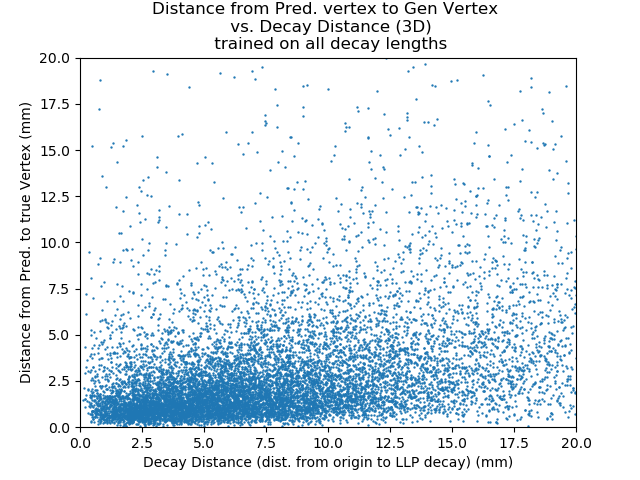 Distance from Pred. vertex to Gen Vertex
vs. Decay Distance (3D)
trained on all decay lengths
20.0
17.5
15.0
12.5
10.0
7.5
5.0
2.5
0.0
Distance from Pred. to true Vertex (mm)
0.0 2.5 5.0 7.5 10.0 12.5 15.0 17.5 20.0
Decay Distance (dist. from origin to LLP decay) (mm)